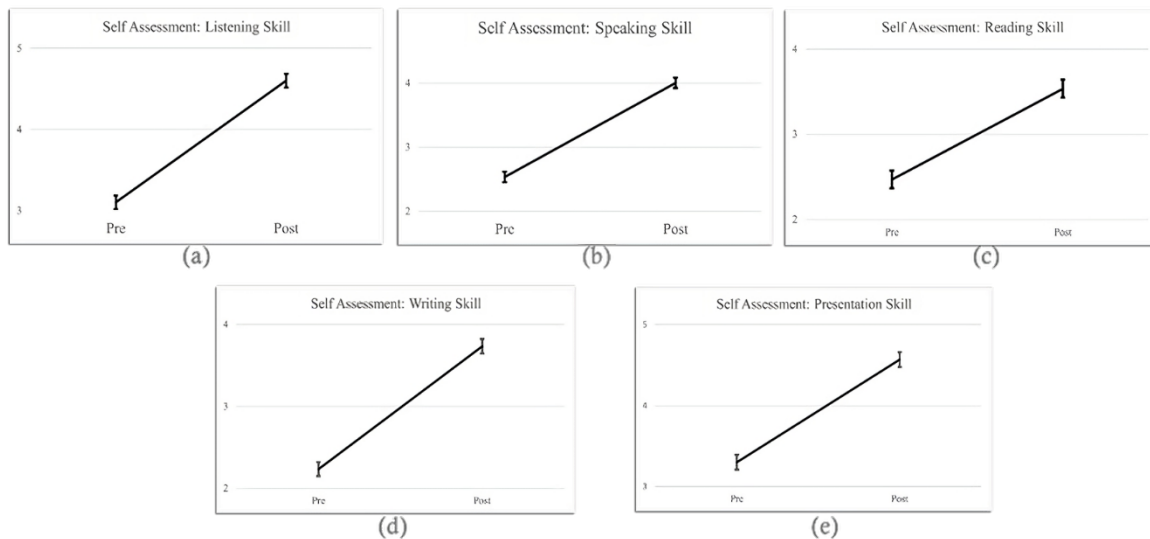 Self Assessment: Listening Skill
5
4
3
Pre Post
(a)
Self Assessment: Speaking Skill
4
3
2
Pre Post
(b)
Self Assessment: Reading Skill
4
3
2
Pre Post
(c)
Self Assessment: Writing Skill
4
3
2
Pre Post
(d)
Self Assessment: Presentation Skill
5
4
3
Pre Post
(e)